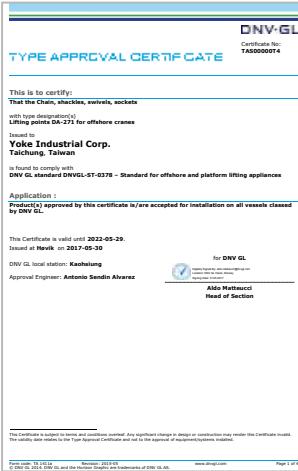 DNV·GL
Certificate No:
TAS00000T4
TYPE APPROVAL CERTIFICATE
This is to certify:
That the Chain, shackles, swivels, sockets
with type designation(s)
Lifting points DA-271 for offshore cranes
Issued to
Yoke Industrial Corp.
Taichung, Taiwan
is found to comply with
DNV GL standard DNVGL-ST-0378 – Standard for offshore and platform lifting appliances
Application :
Product(s) approved by this certificate is/are accepted for installation on all vessels classed
by DNV GL.
This Certificate is valid until 2022-05-29.
Issued at Høvik on 2017-05-30
for DNV GL
DNV GL local station: Kaohsiung
Approval Engineer: Antonio Sendin Alvarez
Aldo Matteucci
Head of Section
This Certificate is subject to terms and conditions overleaf. Any significant change in design or construction may render this Certificate invalid.
The validity date relates to the Type Approval Certificate and not to the approval of equipment/systems installed.
Form code: TA 1411a Revision: 2015-05 www.dnvgl.com Page 1 of 4
© DNV GL 2014. DNV GL and the Horizon Graphic are trademarks of DNV GL AS.